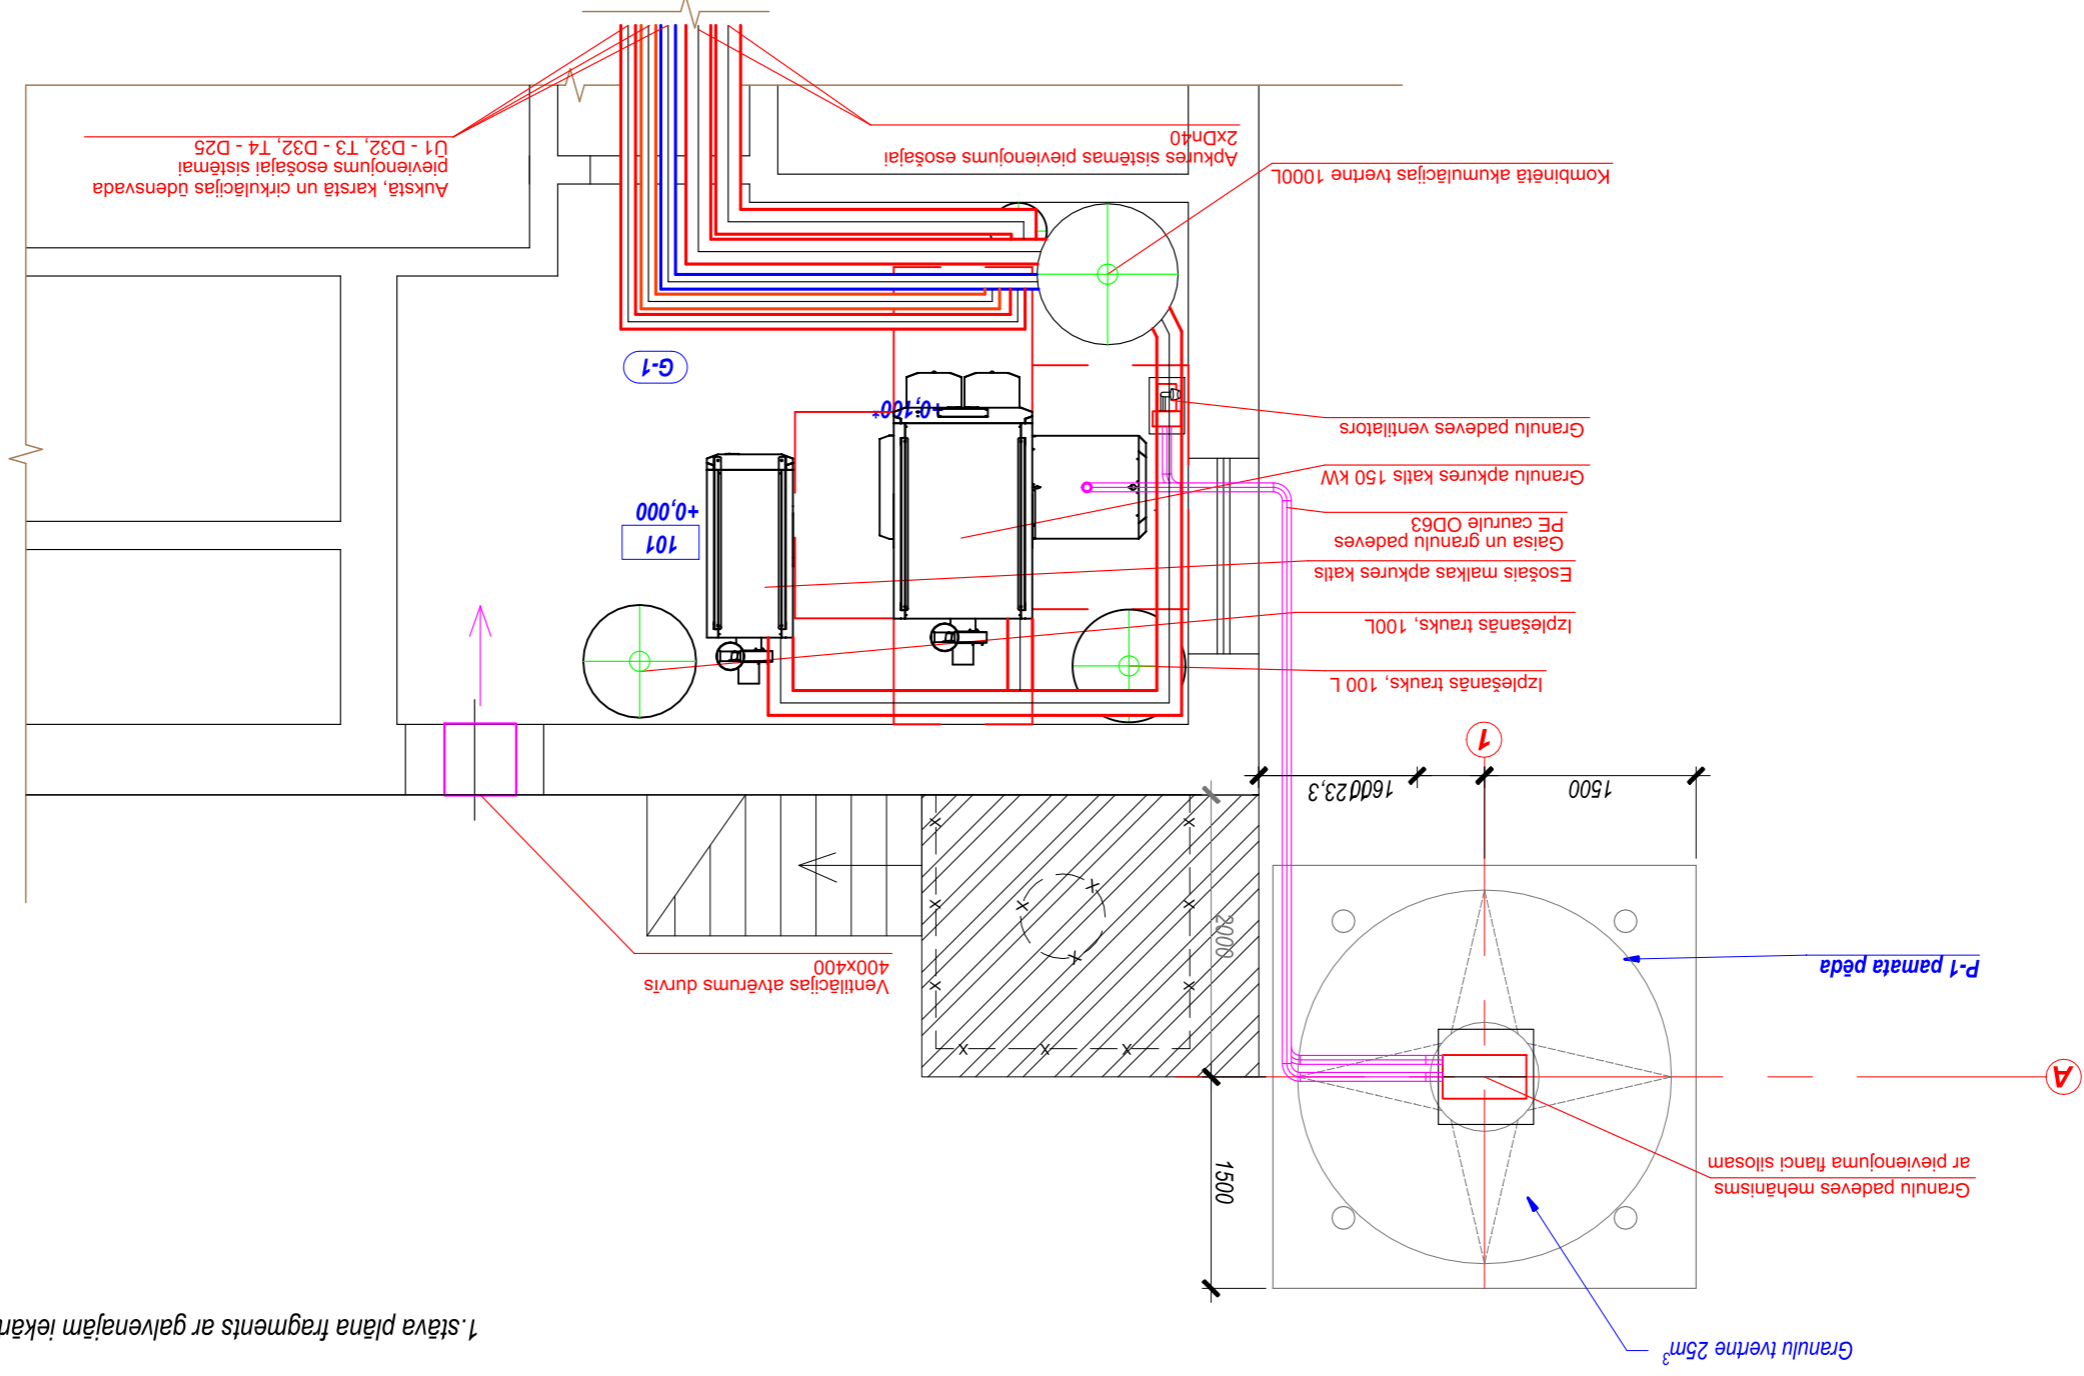 Granulu tvertne 25m³
1.stāva plāna fragments ar galvenajām iekār
Granulu padeves mehānisms
ar pievienojuma flanci silosam
1500
A
P-1 pamata pēda
2000
Ventilācijas atvērums durvīs
400x400
1500
1600
1
Izplešanās trauks, 100 L
Izplešanās trauks, 100L
Esošais malkas apkures katls
Gaisa un granulu padeves
PE caurule OD63
101
+0,000
Granulu apkures katls 150 kW
Granulu padeves ventilators
+0,100*
G-1
Kombinētā akumulācijas tvertne 1000L
Apkures sistēmas pievienojums esošajai
2xDn40
Aukstā, karstā un cirkulācijas ūdensvada
pievienojums esošajai sistēmai
Ū1 - D32, T3 - D32, T4 - D25